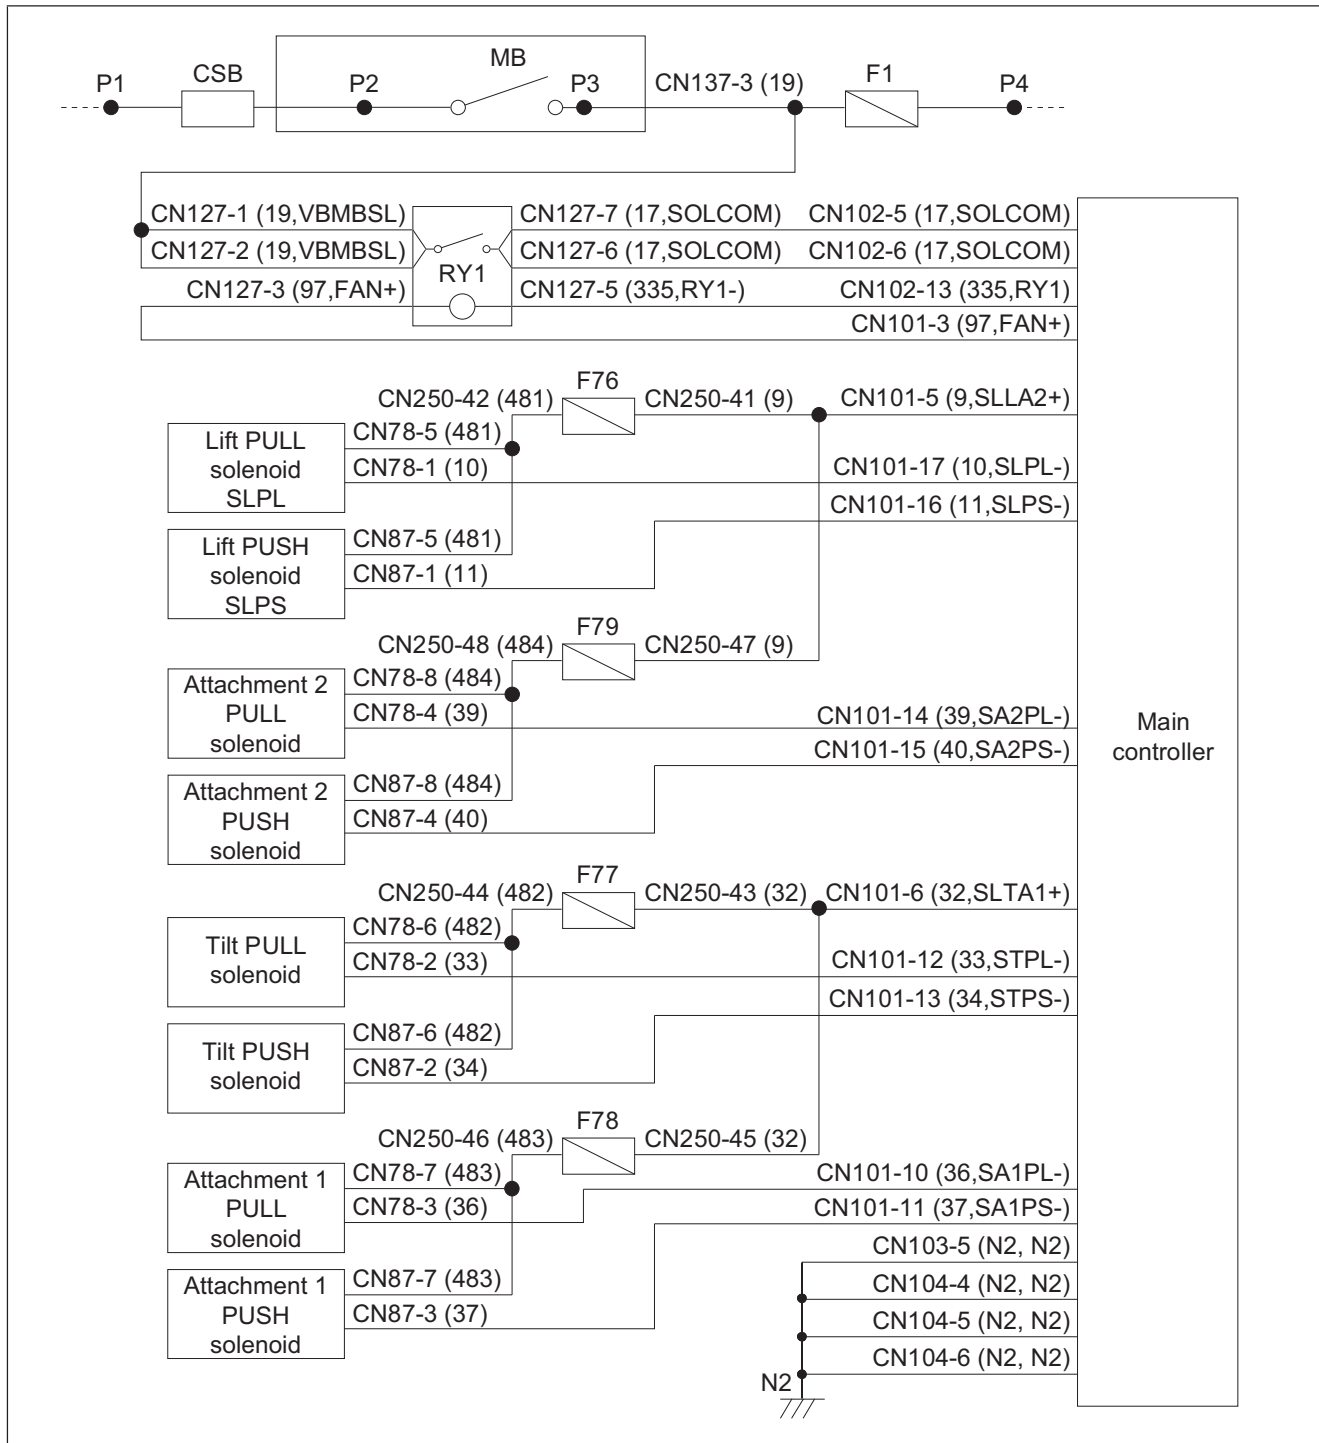 P1
CSB
P2
MB
P3
CN137-3 (19)
F1
P4
CN127-1 (19,VBMBSL)
CN127-7 (17,SOLCOM)
CN102-5 (17,SOLCOM)
CN127-2 (19,VBMBSL)
CN127-6 (17,SOLCOM)
CN102-6 (17,SOLCOM)
RY1
CN127-3 (97,FAN+)
CN127-5 (335,RY1-)
CN102-13 (335,RY1)
CN101-3 (97,FAN+)
F76
CN250-42 (481)
CN250-41 (9)
CN101-5 (9,SLLA2+)
Lift PULL
solenoid
SLPL
CN78-5 (481)
CN78-1 (10)
CN101-17 (10,SLPL-)
CN101-16 (11,SLPS-)
Lift PUSH
solenoid
SLPS
CN87-5 (481)
CN87-1 (11)
F79
CN250-48 (484)
CN250-47 (9)
Attachment 2
PULL
solenoid
CN78-8 (484)
CN78-4 (39)
CN101-14 (39,SA2PL-)
CN101-15 (40,SA2PS-)
Main
controller
Attachment 2
PUSH
solenoid
CN87-8 (484)
CN87-4 (40)
F77
CN250-44 (482)
CN250-43 (32)
CN101-6 (32,SLTA1+)
Tilt PULL
solenoid
CN78-6 (482)
CN78-2 (33)
CN101-12 (33,STPL-)
CN101-13 (34,STPS-)
Tilt PUSH
solenoid
CN87-6 (482)
CN87-2 (34)
F78
CN250-46 (483)
CN250-45 (32)
Attachment 1
PULL
solenoid
CN78-7 (483)
CN78-3 (36)
CN101-10 (36,SA1PL-)
CN101-11 (37,SA1PS-)
Attachment 1
PUSH
solenoid
CN87-7 (483)
CN87-3 (37)
CN103-5 (N2, N2)
CN104-4 (N2, N2)
CN104-5 (N2, N2)
CN104-6 (N2, N2)
N2